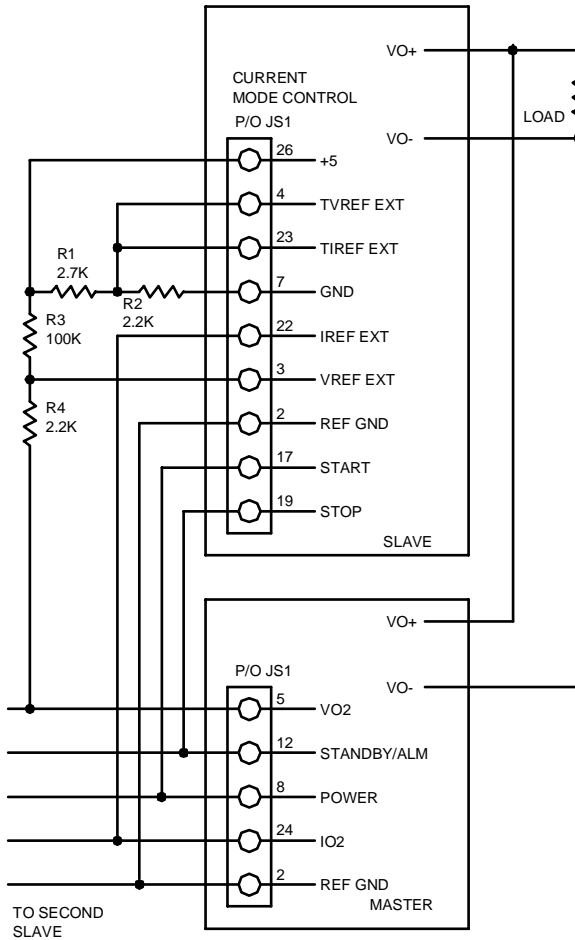 VO+
CURRENT
MODE CONTROL
P/O JS1
LOAD
VO-
26
+5
4
TVREF EXT
23
TIREF EXT
R1
2.7K
7
GND
R2
2.2K
R3
100K
22
IREF EXT
3
VREF EXT
R4
2.2K
2
REF GND
17
START
19
STOP
SLAVE
VO+
P/O JS1
VO-
5
VO2
12
STANDBY/ALM
8
POWER
24
IO2
2
REF GND
MASTER
TO SECOND
SLAVE